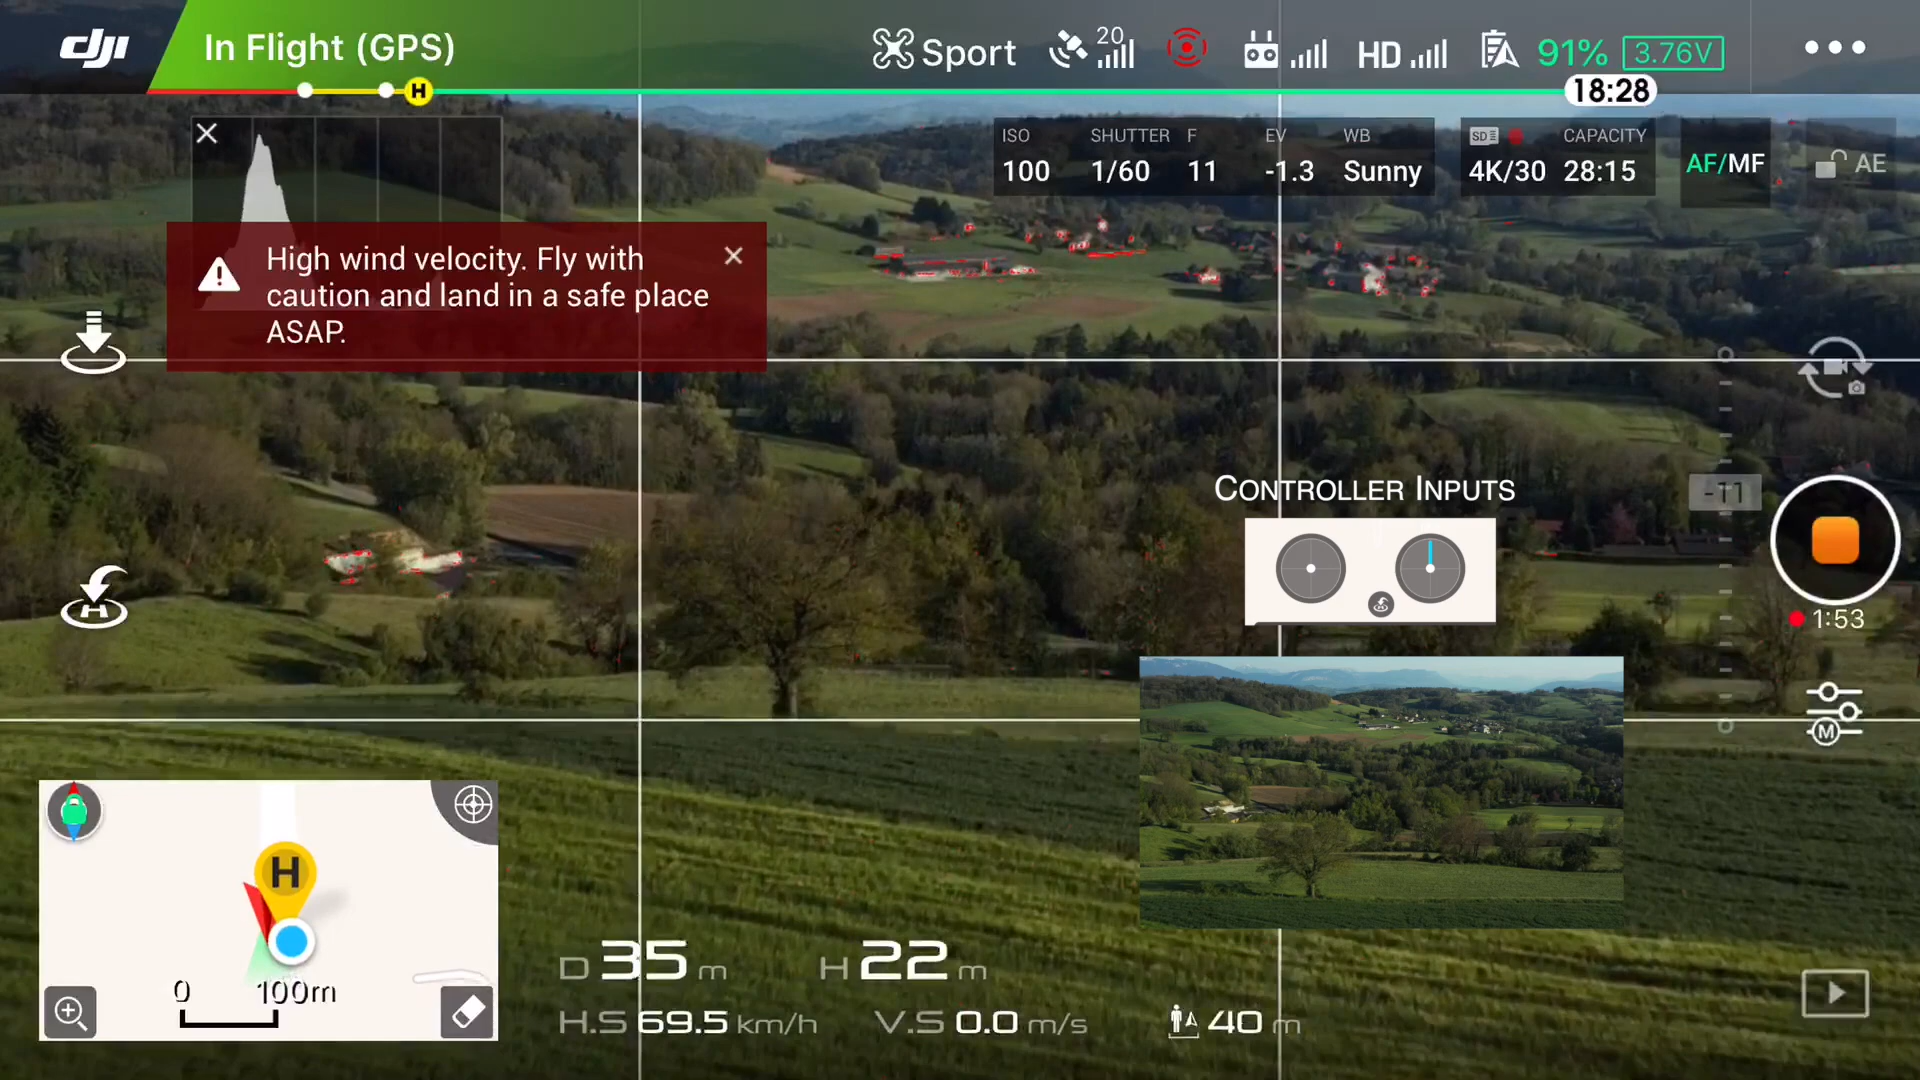 dji In Flight (GPS) Sport 20 HD 91% 3.76V
H 18:28
ISO SHUTTER F EV WB SD CAPACITY
100 1/60 11 -1.3 Sunny 4K/30 28:15 AF/MF AE
High wind velocity. Fly with
caution and land in a safe place
ASAP.
CONTROLLER INPUTS
-11
H
1:53
M
H
0 100m
D 35 m H 22 m
H.S 69.5 km/h V.S 0.0 m/s 40 m